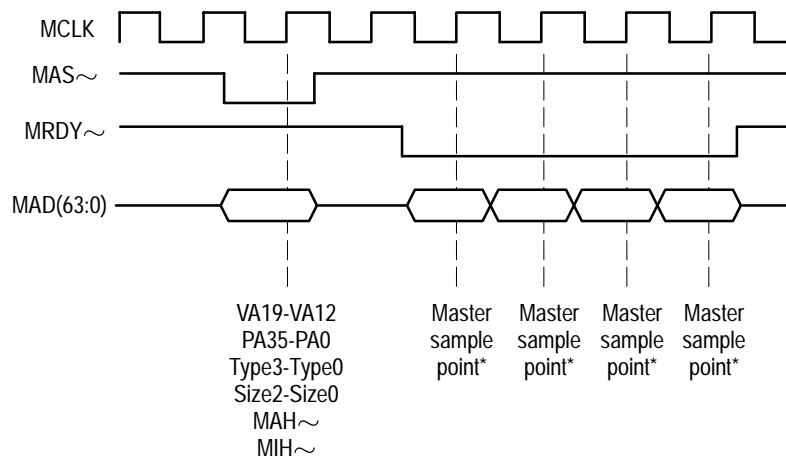 MCLK
MAS~
MRDY~
MAD(63:0)
VA19-VA12
PA35-PA0
Type3-Type0
Size2-Size0
MAH~
MIH~
Master
sample
point*
Master
sample
point*
Master
sample
point*
Master
sample
point*